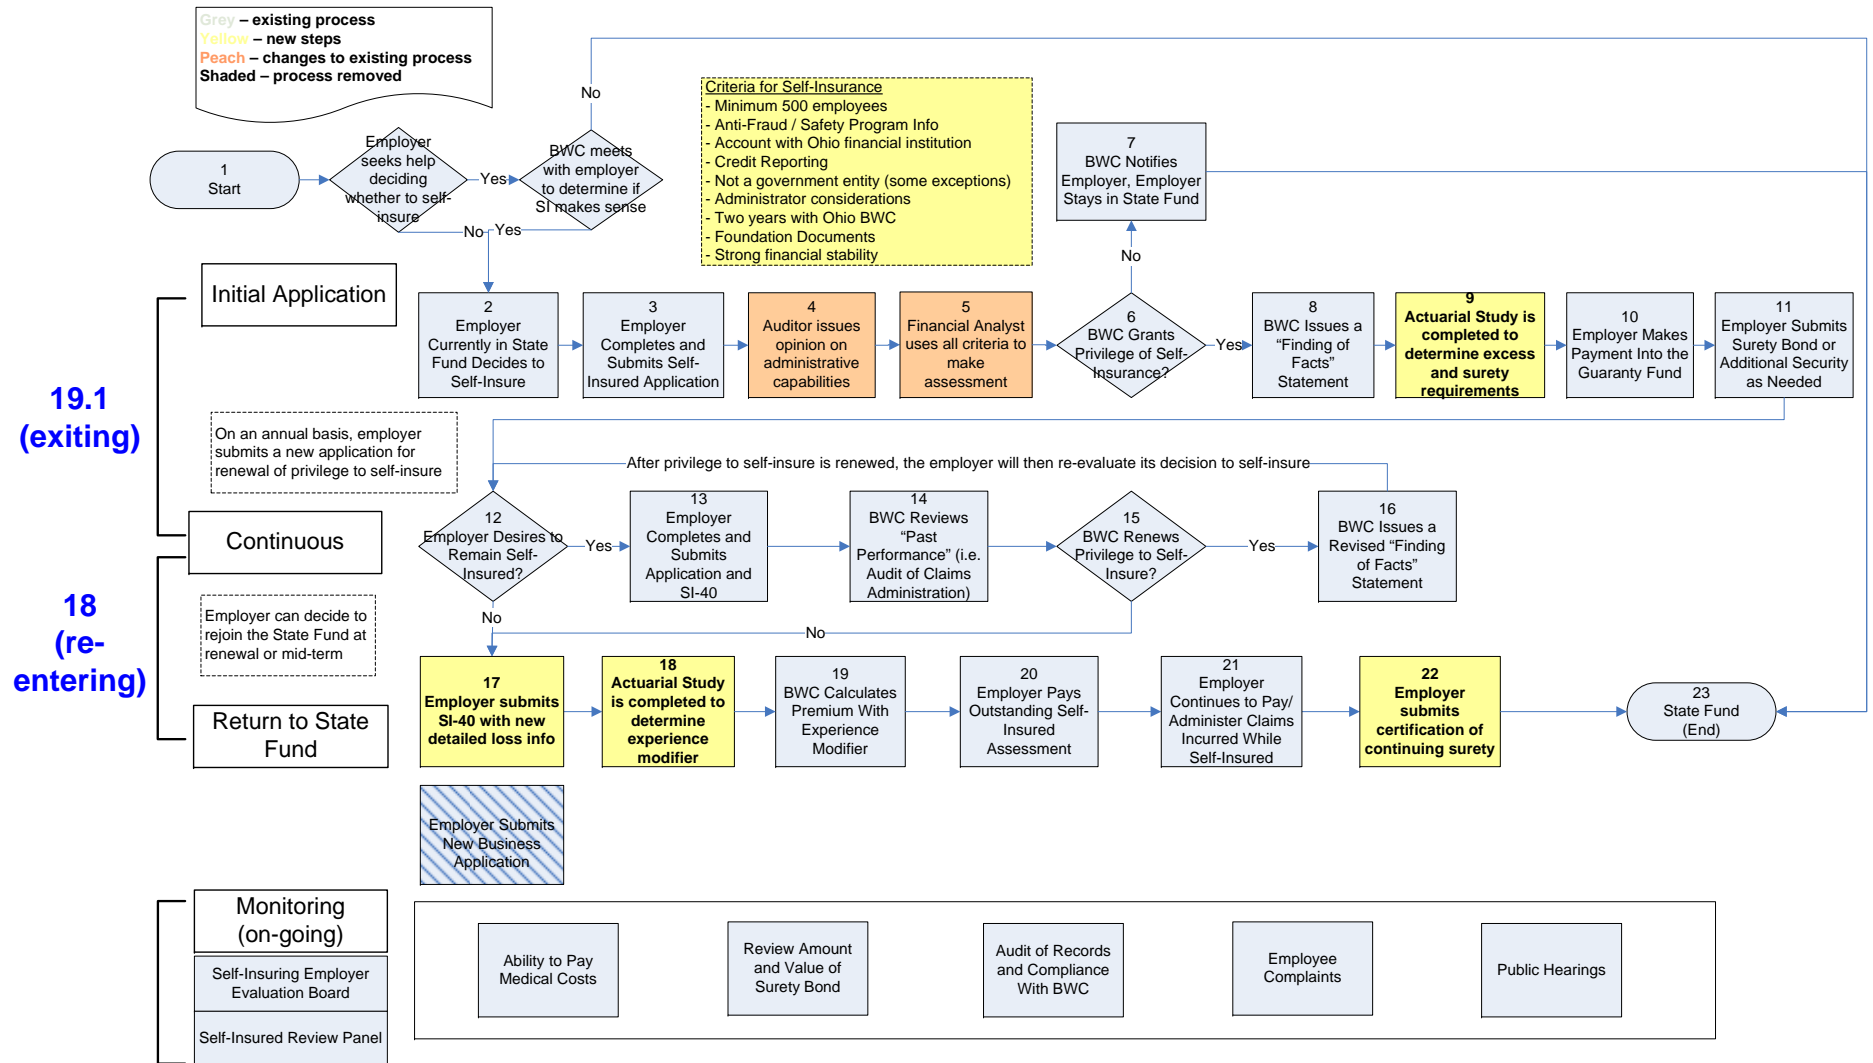 Grey – existing process
Yellow – new steps
Peach – changes to existing process
Shaded – process removed
Criteria for Self-Insurance
- Minimum 500 employees
- Anti-Fraud / Safety Program Info
- Account with Ohio financial institution
- Credit Reporting
- Not a government entity (some exceptions)
- Administrator considerations
- Two years with Ohio BWC
- Foundation Documents
- Strong financial stability
1
Start
Employer
seeks help
deciding
whether to self-
insure
Yes
No
BWC meets
with employer
to determine if
SI makes sense
No
Yes
7
BWC Notifies
Employer, Employer
Stays in State Fund
No
19.1
(exiting)
Initial Application
2
Employer
Currently in State
Fund Decides to
Self-Insure
3
Employer
Completes and
Submits Self-
Insured Application
4
Auditor issues
opinion on
administrative
capabilities
5
Financial Analyst
uses all criteria to
make
assessment
6
BWC Grants
Privilege of Self-
Insurance?
Yes
8
BWC Issues a
“Finding of
Facts”
Statement
9
Actuarial Study is
completed to
determine excess
and surety
requirements
10
Employer Makes
Payment Into the
Guaranty Fund
11
Employer Submits
Surety Bond or
Additional Security
as Needed
On an annual basis, employer
submits a new application for
renewal of privilege to self-insure
After privilege to self-insure is renewed, the employer will then re-evaluate its decision to self-insure
Continuous
12
Employer Desires to
Remain Self-
Insured?
Yes
No
13
Employer
Completes and
Submits
Application and
SI-40
14
BWC Reviews
“Past
Performance” (i.e.
Audit of Claims
Administration)
15
BWC Renews
Privilege to Self-
Insure?
Yes
No
16
BWC Issues a
Revised “Finding
of Facts”
Statement
18
(re-
entering)
Employer can decide to
rejoin the State Fund at
renewal or mid-term
Return to State
Fund
17
Employer submits
SI-40 with new
detailed loss info
18
Actuarial Study
is completed to
determine
experience
modifier
19
BWC Calculates
Premium With
Experience
Modifier
20
Employer Pays
Outstanding Self-
Insured
Assessment
21
Employer
Continues to Pay/
Administer Claims
Incurred While
Self-Insured
22
Employer
submits
certification of
continuing surety
23
State Fund
(End)
Employer Submits
New Business
Application
Monitoring
(on-going)
Self-Insuring Employer
Evaluation Board
Self-Insured Review Panel
Ability to Pay
Medical Costs
Review Amount
and Value of
Surety Bond
Audit of Records
and Compliance
With BWC
Employee
Complaints
Public Hearings